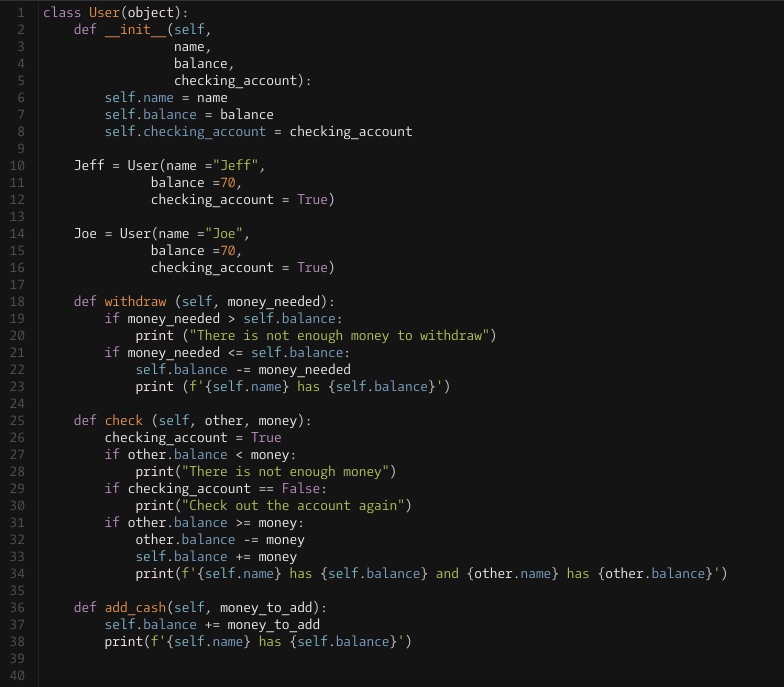 1 class User(object):
2     def __init__(self,
3                  name,
4                  balance,
5                  checking_account):
6         self.name = name
7         self.balance = balance
8         self.checking_account = checking_account
9
10     Jeff = User(name ="Jeff",
11               balance =70,
12               checking_account = True)
13
14     Joe = User(name ="Joe",
15               balance =70,
16               checking_account = True)
17
18     def withdraw (self, money_needed):
19         if money_needed > self.balance:
20             print ("There is not enough money to withdraw")
21         if money_needed <= self.balance:
22             self.balance -= money_needed
23             print (f'{self.name} has {self.balance}')
24
25     def check (self, other, money):
26         checking_account = True
27         if other.balance < money:
28             print("There is not enough money")
29         if checking_account == False:
30             print("Check out the account again")
31         if other.balance >= money:
32             other.balance -= money
33             self.balance += money
34             print(f'{self.name} has {self.balance} and {other.name} has {other.balance}')
35
36     def add_cash(self, money_to_add):
37         self.balance += money_to_add
38         print(f'{self.name} has {self.balance}')
39
40